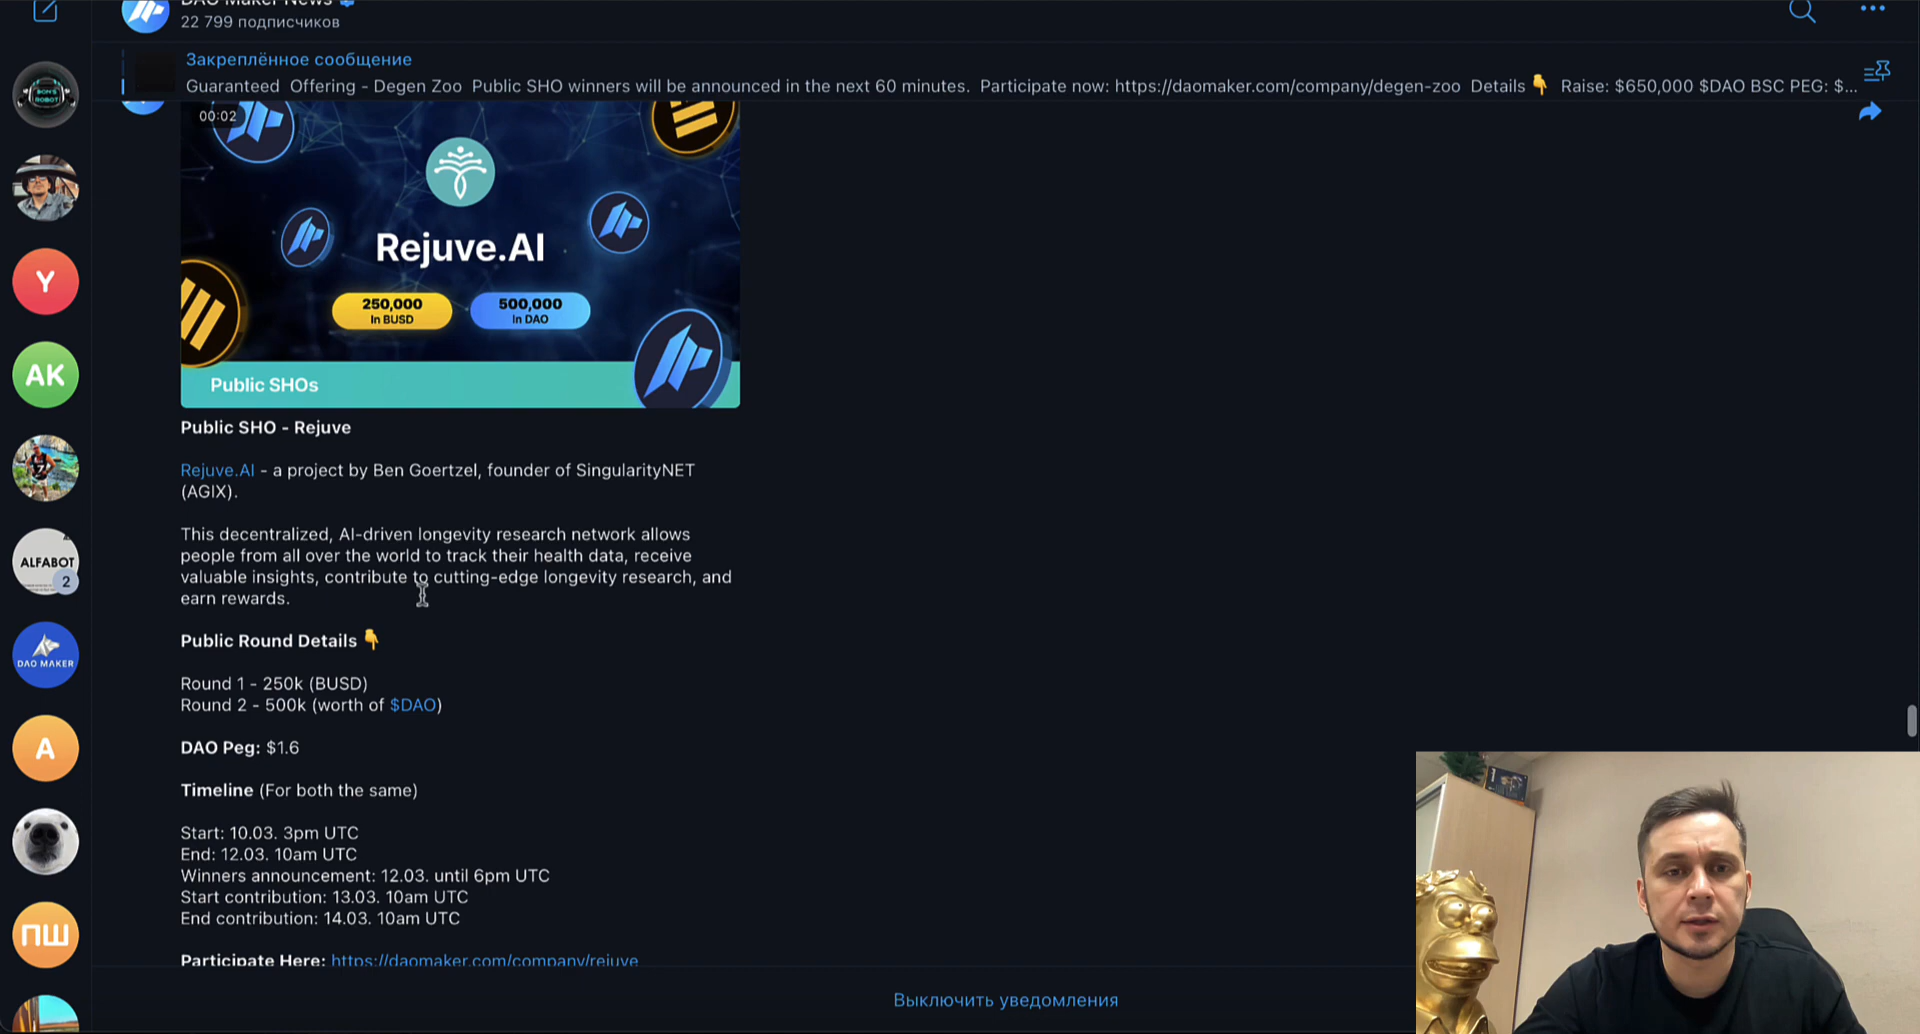 DAO Maker News
22 799 подписчиков
Закреплённое сообщение
Guaranteed Offering - Degen Zoo Public SHO winners will be announced in the next 60 minutes. Participate now: https://daomaker.com/company/degen-zoo Details 👇 Raise: $650,000 $DAO BSC PEG: $...
00:02
Rejuve.AI
250,000
In BUSD
500,000
In DAO
Public SHOs
Public SHO - Rejuve
Rejuve.AI - a project by Ben Goertzel, founder of SingularityNET
(AGIX).
This decentralized, AI-driven longevity research network allows
people from all over the world to track their health data, receive
valuable insights, contribute to cutting-edge longevity research, and
earn rewards.
Public Round Details 👇
Round 1 - 250k (BUSD)
Round 2 - 500k (worth of $DAO)
DAO Peg: $1.6
Timeline (For both the same)
Start: 10.03. 3pm UTC
End: 12.03. 10am UTC
Winners announcement: 12.03. until 6pm UTC
Start contribution: 13.03. 10am UTC
End contribution: 14.03. 10am UTC
Participate Here: https://daomaker.com/company/rejuve
Выключить уведомления
Y
AK
ALFABOT
2
DAO MAKER
A
ПШ